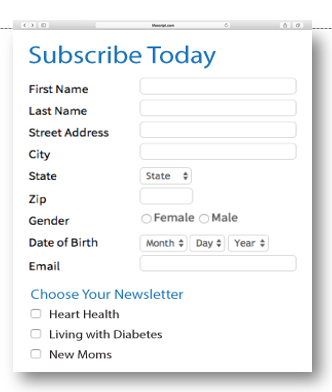 thescript.com
Subscribe Today
First Name
Last Name
Street Address
City
State State
Zip
Gender Female Male
Date of Birth Month Day Year
Email
Choose Your Newsletter
Heart Health
Living with Diabetes
New Moms